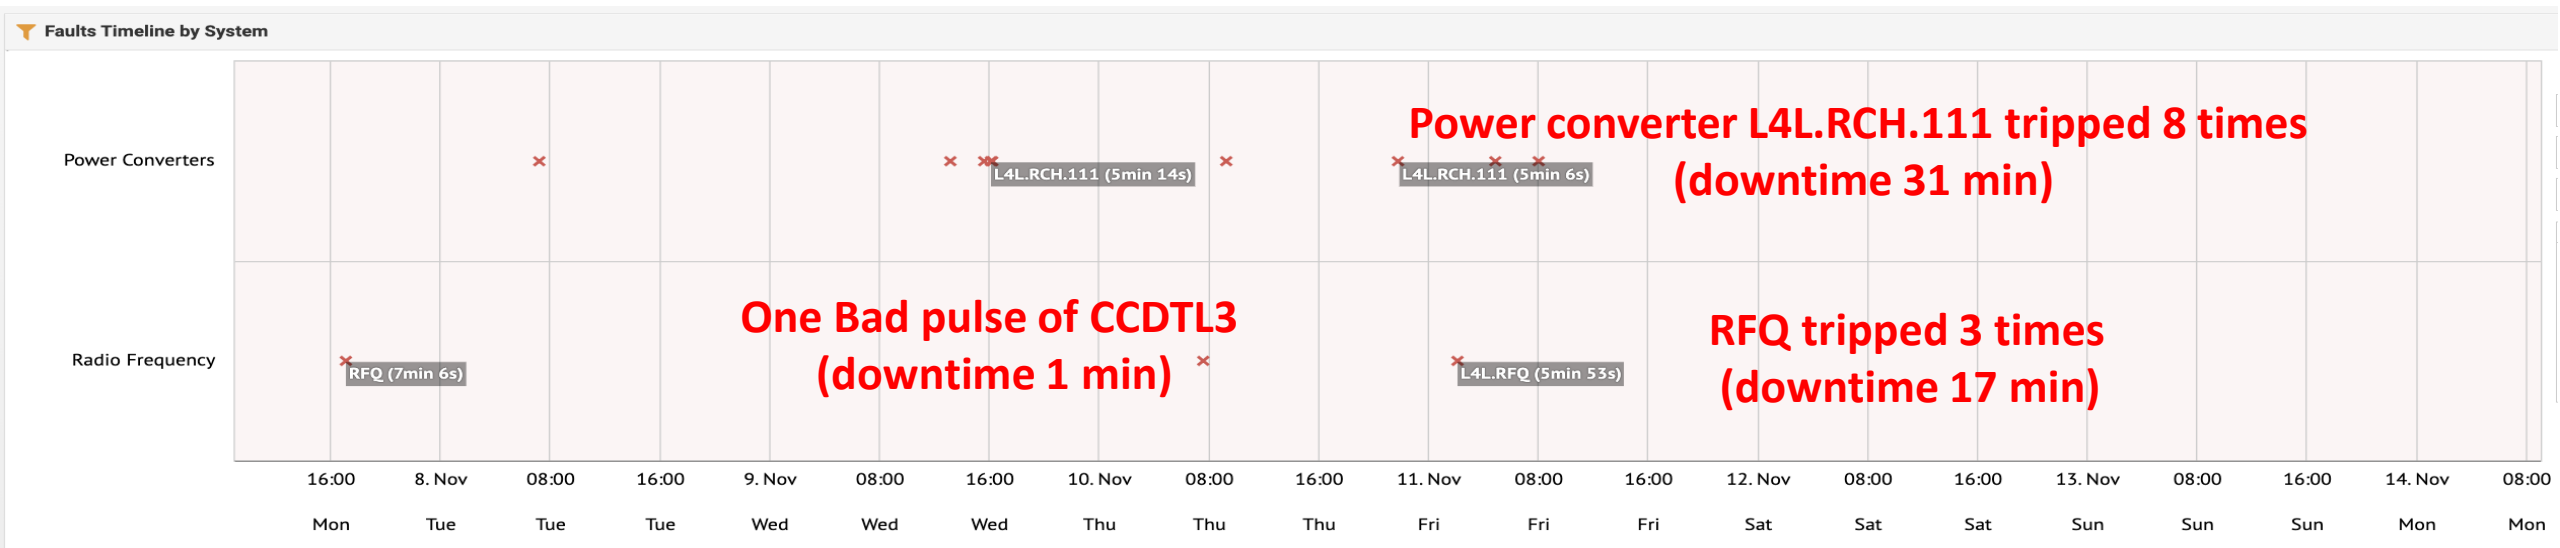 Faults Timeline by System
Power converter L4L.RCH.111 tripped 8 times
(downtime 31 min)
Power Converters
L4L.RCH.111 (5min 14s)
L4L.RCH.111 (5min 6s)
One Bad pulse of CCDTL3
(downtime 1 min)
RFQ tripped 3 times
(downtime 17 min)
Radio Frequency
RFQ (7min 6s)
L4L.RFQ (5min 53s)
16:00 8. Nov 08:00 16:00 9. Nov 08:00 16:00 10. Nov 08:00 16:00 11. Nov 08:00 16:00 12. Nov 08:00 16:00 13. Nov 08:00 16:00 14. Nov 08:00
Mon Tue Tue Tue Wed Wed Wed Thu Thu Thu Fri Fri Fri Sat Sat Sat Sun Sun Sun Mon Mon